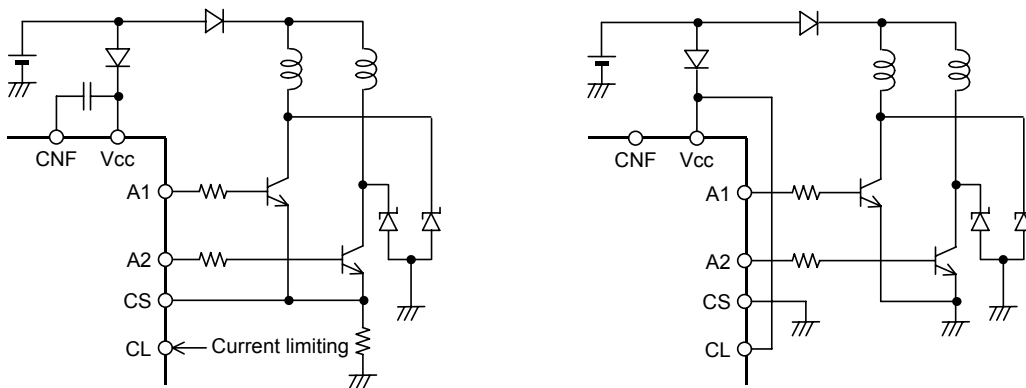 CNF Vcc
A1
A2
CS
CL Current limiting
CNF Vcc
A1
A2
CS
CL